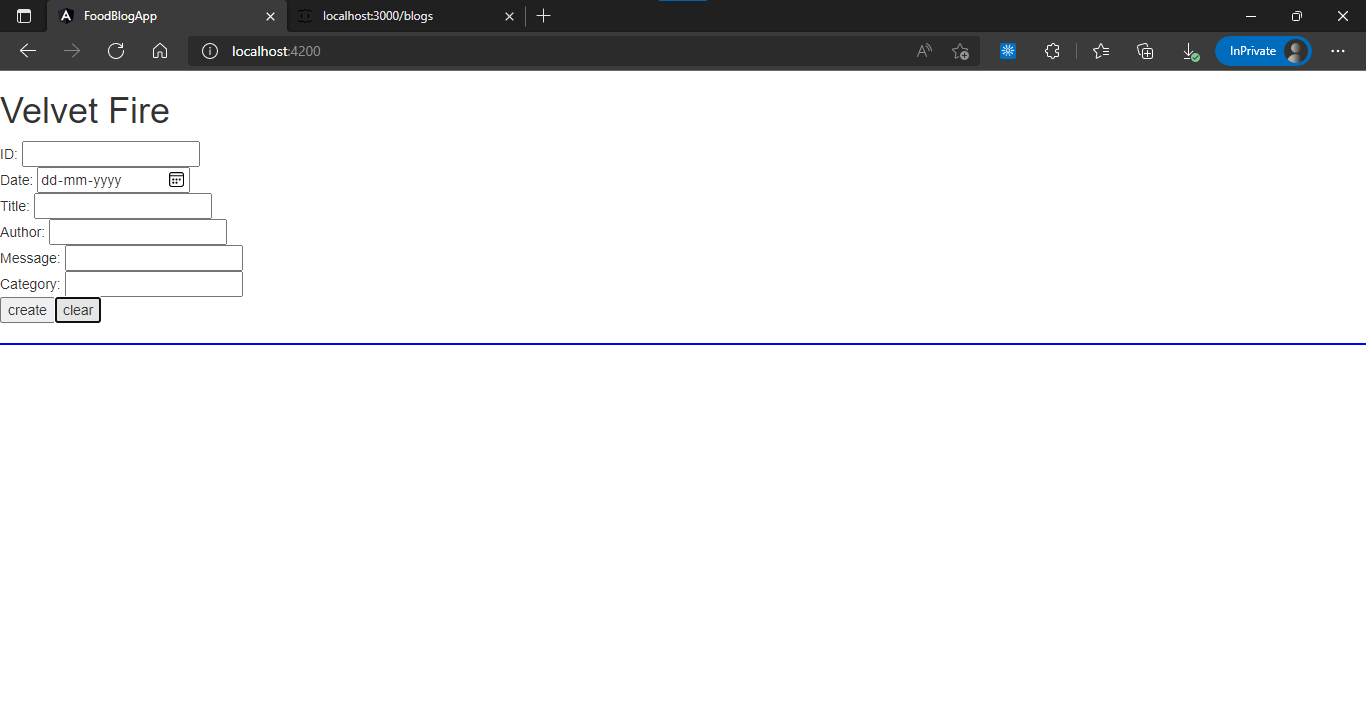 FoodBlogApp
localhost:3000/blogs
localhost:4200
InPrivate
Velvet Fire
ID:
Date: dd-mm-yyyy
Title:
Author:
Message:
Category:
create clear